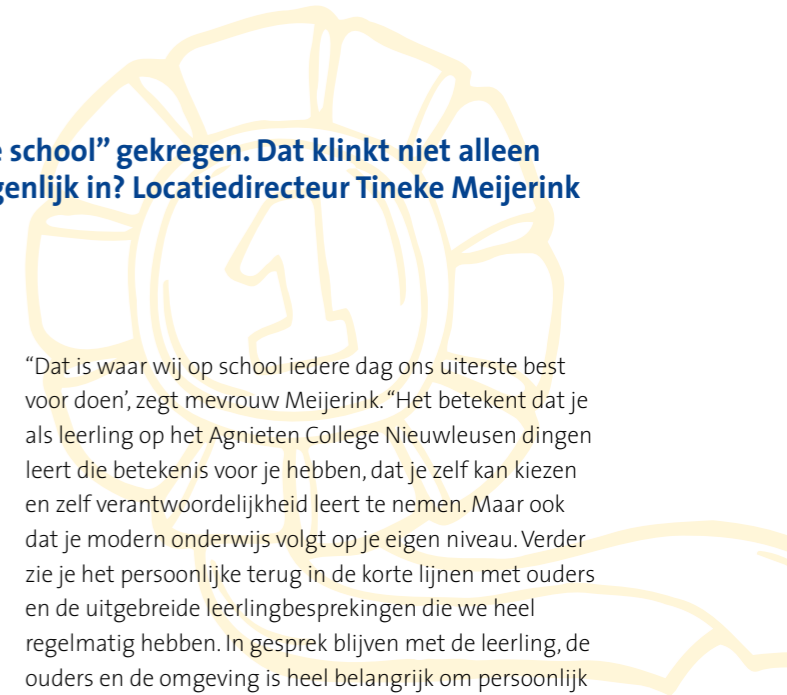 e school” gekregen. Dat klinkt niet alleen
genlijk in? Locatiedirecteur Tineke Meijerink
1
“Dat is waar wij op school iedere dag ons uiterste best
voor doen’, zegt mevrouw Meijerink. “Het betekent dat je
als leerling op het Agnieten College Nieuwleusen dingen
leert die betekenis voor je hebben, dat je zelf kan kiezen
en zelf verantwoordelijkheid leert te nemen. Maar ook
dat je modern onderwijs volgt op je eigen niveau. Verder
zie je het persoonlijke terug in de korte lijnen met ouders
en de uitgebreide leerlingbesprekingen die we heel
regelmatig hebben. In gesprek blijven met de leerling, de
ouders en de omgeving is heel belangrijk om persoonlijk